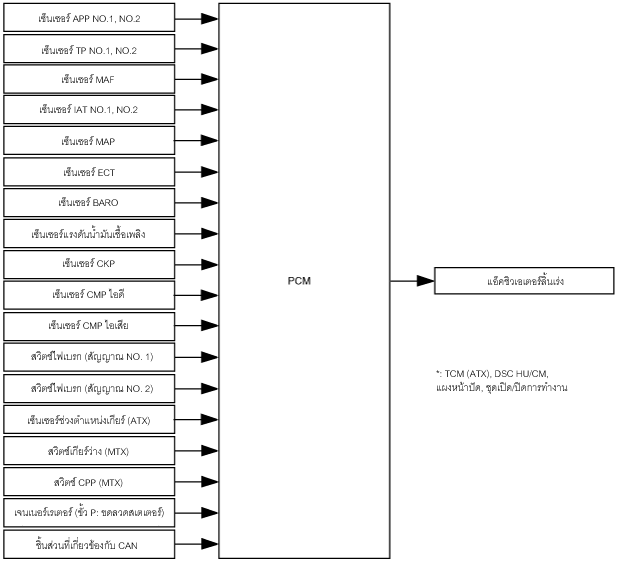 เซ็นเซอร์ APP NO.1, NO.2
เซ็นเซอร์ TP NO.1, NO.2
เซ็นเซอร์ MAF
เซ็นเซอร์ IAT NO.1, NO.2
เซ็นเซอร์ MAP
เซ็นเซอร์ ECT
เซ็นเซอร์ BARO
เซ็นเซอร์แรงดันน้ำมันเชื้อเพลิง
เซ็นเซอร์ CKP
เซ็นเซอร์ CMP ไอดี
เซ็นเซอร์ CMP ไอเสีย
สวิตช์ไฟเบรก (สัญญาณ NO. 1)
สวิตช์ไฟเบรก (สัญญาณ NO. 2)
เซ็นเซอร์ช่วงตำแหน่งเกียร์ (ATX)
สวิตช์เกียร์ว่าง (MTX)
สวิตช์ CPP (MTX)
เจนเนอร์เรเตอร์ (ขั้ว P: ขดลวดสเตเตอร์)
ชิ้นส่วนที่เกี่ยวข้องกับ CAN
PCM
แอ็คชิวเอเตอร์ลิ้นเร่ง
*: TCM (ATX), DSC HU/CM,
แผงหน้าปัด, ชุดเปิด/ปิดการทำงาน